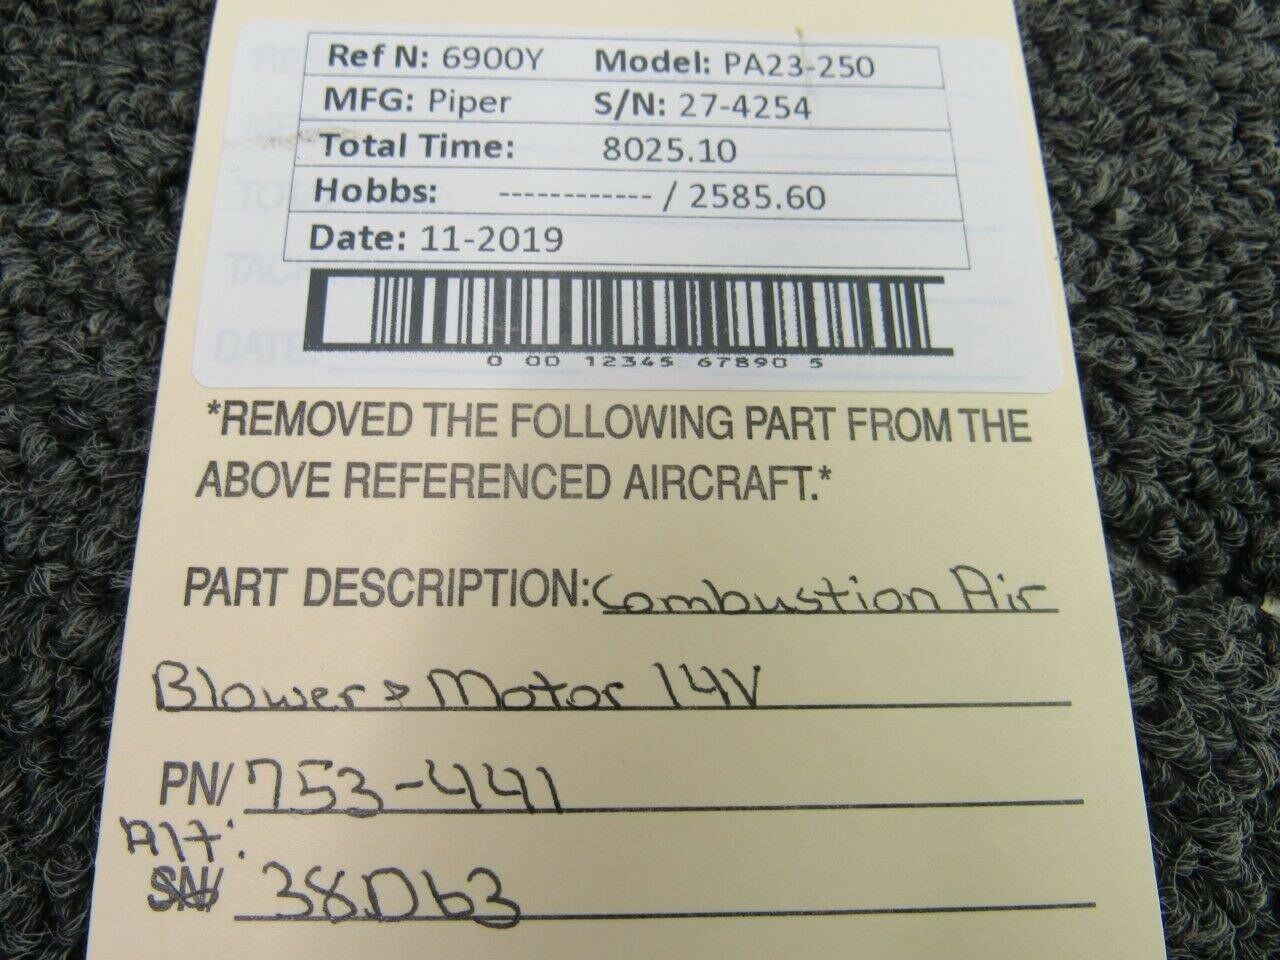 Ref N: 6900Y Model: PA23-250
MFG: Piper S/N: 27-4254
Total Time: 8025.10
Hobbs: ------------ / 2585.60
Date: 11-2019
0 00 12345 67890 5
*REMOVED THE FOLLOWING PART FROM THE
ABOVE REFERENCED AIRCRAFT.*
PART DESCRIPTION: Combustion Air
Blower & Motor 14V
PN/ 753-441
Alt:
SN/ 38D63